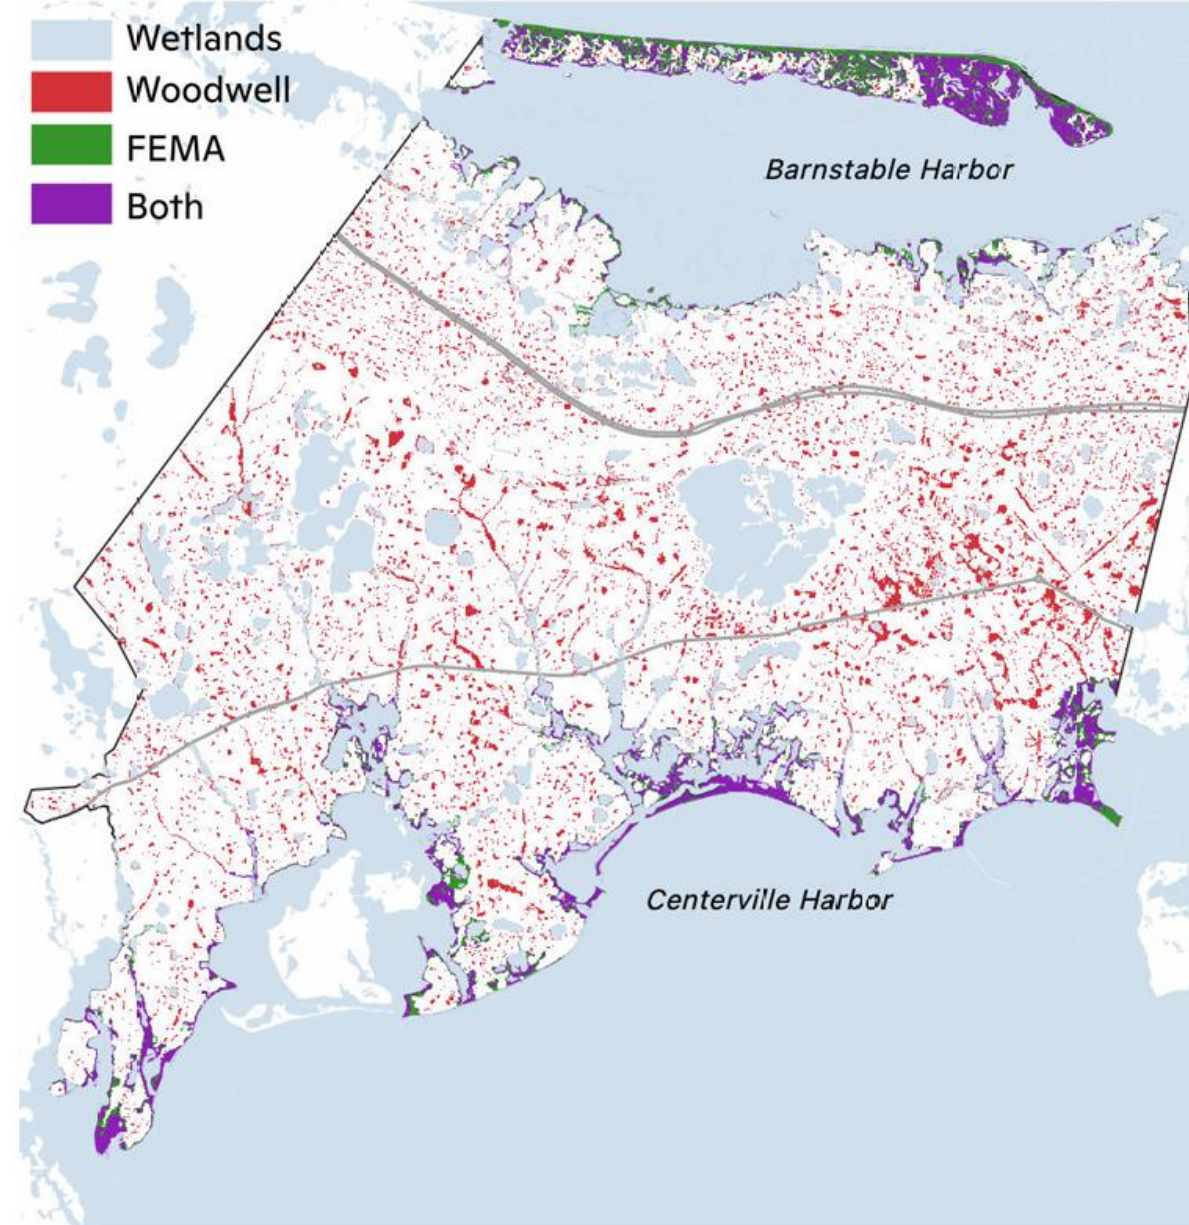 Wetlands
Woodwell
FEMA
Both
Barnstable Harbor
Centerville Harbor